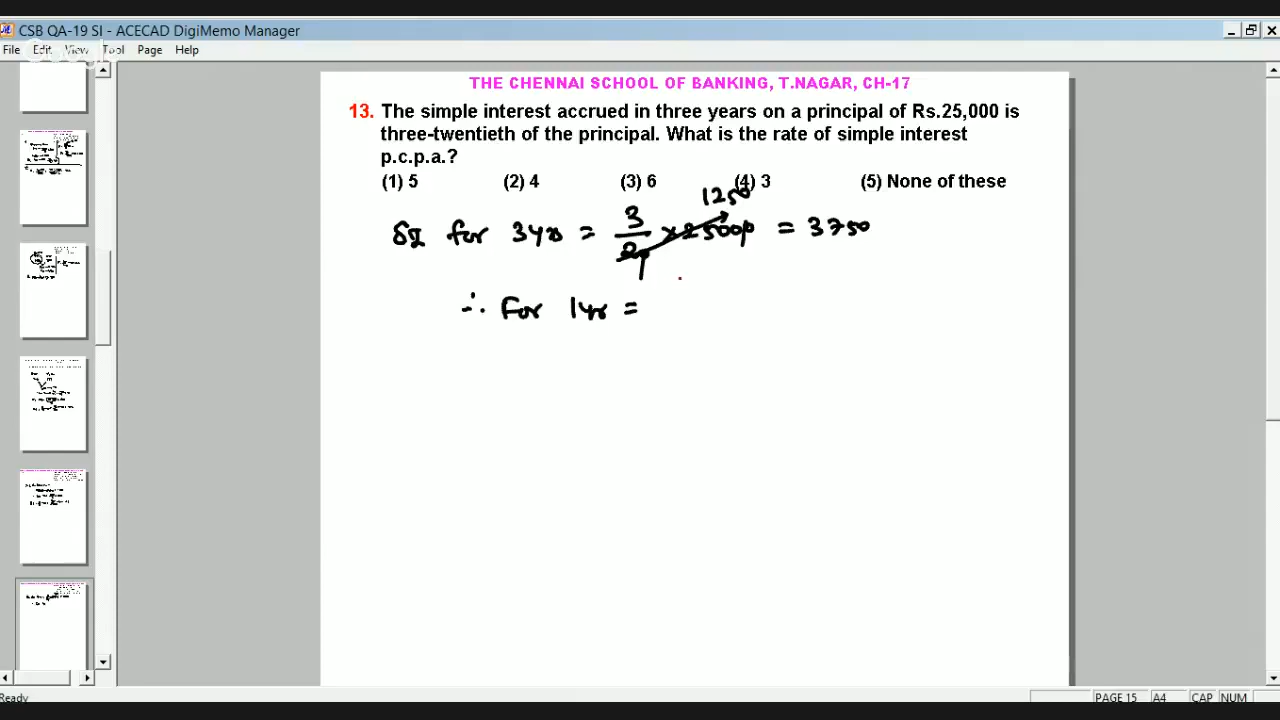 CSB QA-19 SI - ACECAD DigiMemo Manager
File Edit View Tool Page Help
THE CHENNAI SCHOOL OF BANKING, T.NAGAR, CH-17
13. The simple interest accrued in three years on a principal of Rs.25,000 is
three-twentieth of the principal. What is the rate of simple interest
p.c.p.a.?
(1) 5 (2) 4 (3) 6 (4) 3 (5) None of these
1250
SI for 3yrs = 3/20 × 25000 = 3750
1
∴ For 1yr =
Ready PAGE 15 A4 CAP NUM